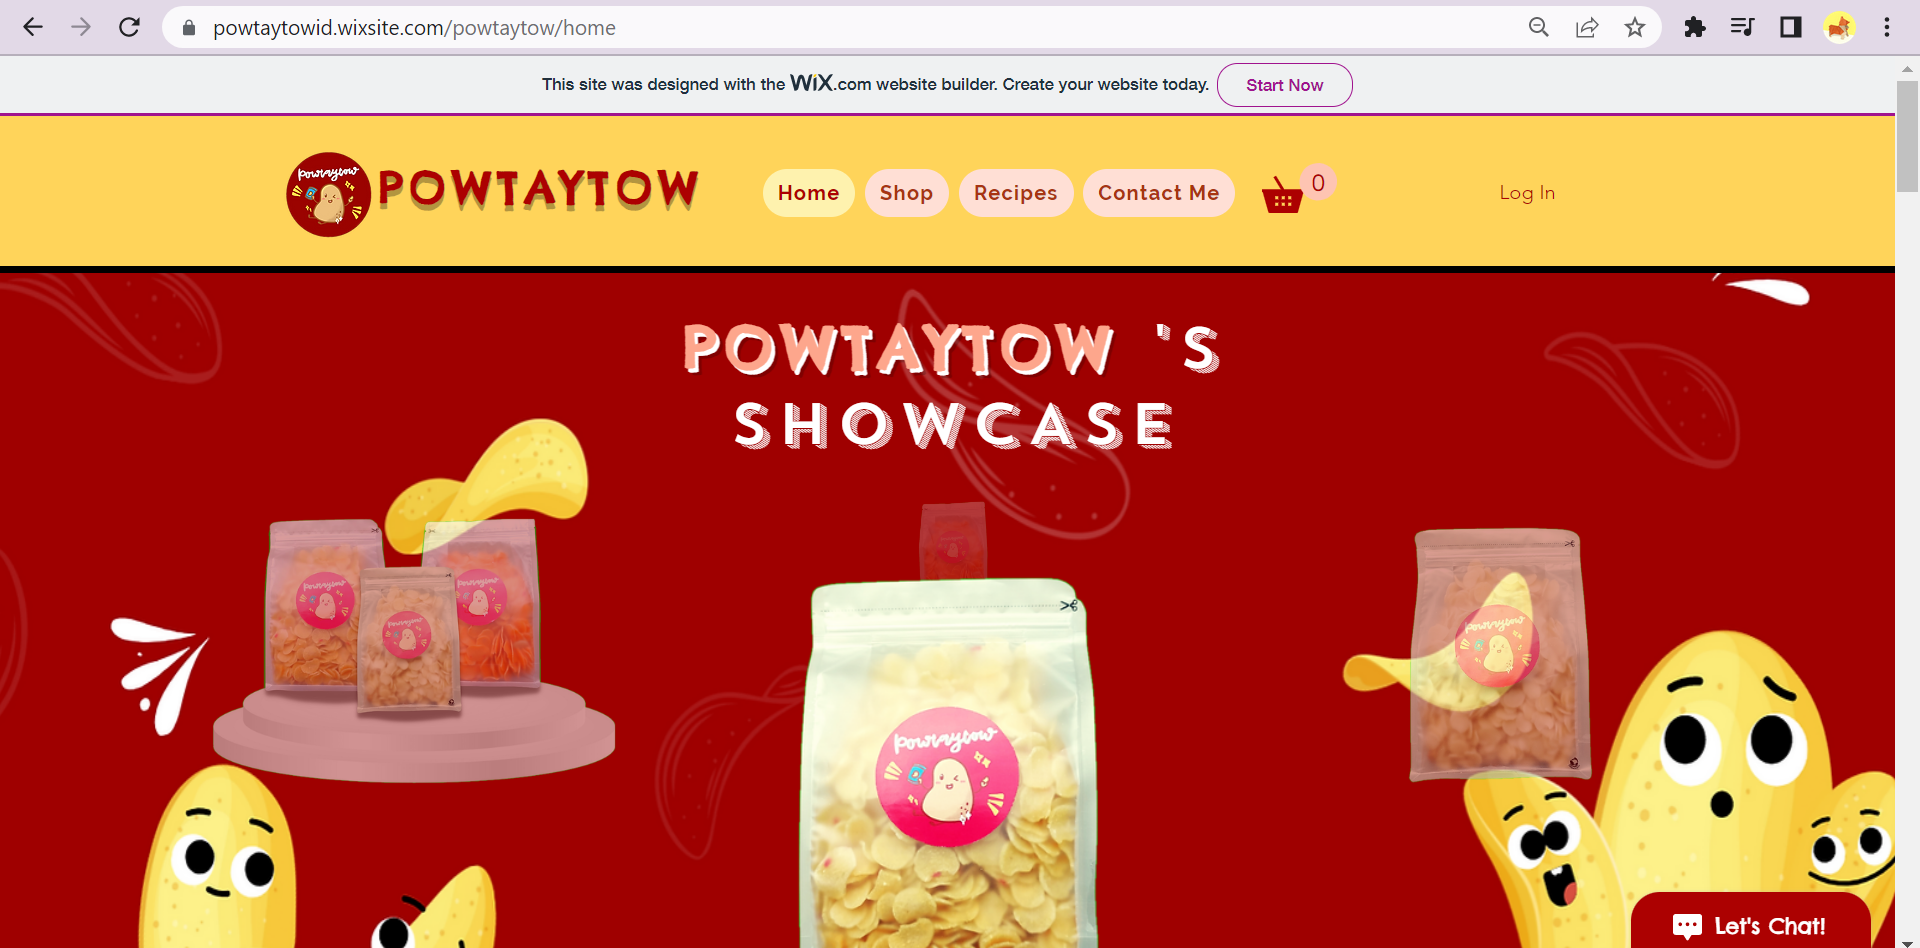 powtaytowid.wixsite.com/powtaytow/home
This site was designed with the WiX.com website builder. Create your website today. Start Now
powtaytow POWTAYTOW Home Shop Recipes Contact Me 0 Log In
POWTAYTOW 'S
SHOWCASE
powtaytow
powtaytow
powtaytow
powtaytow
powtaytow
Let's Chat!